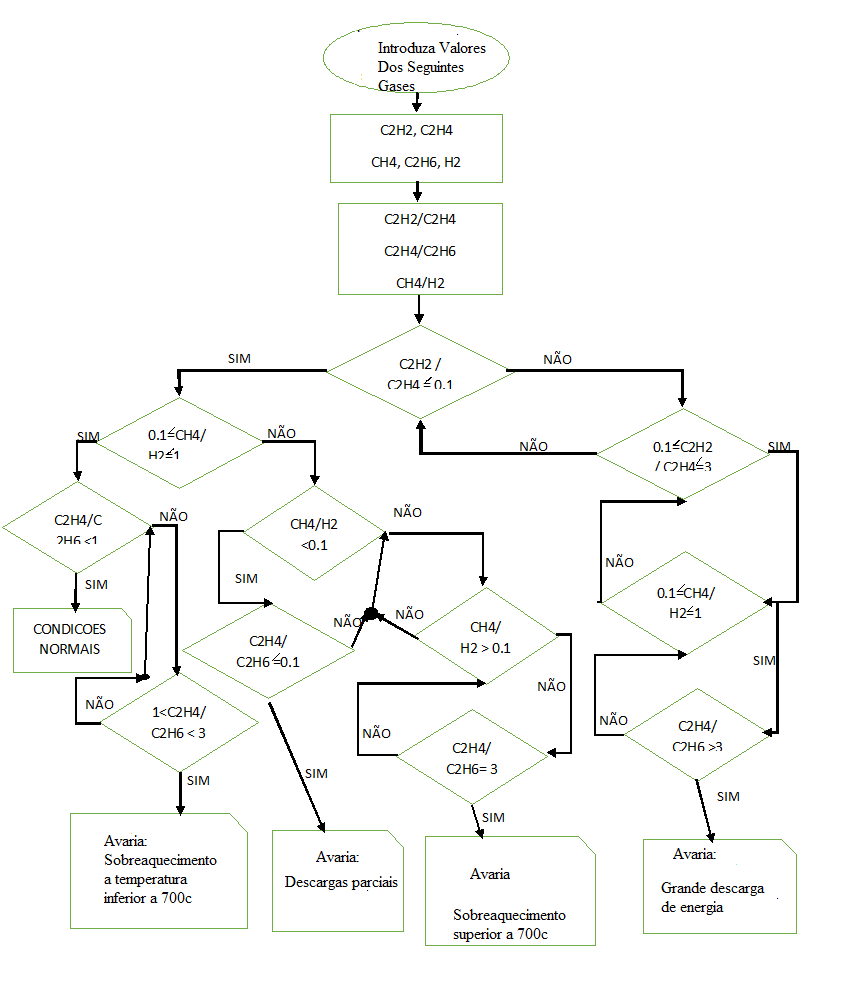 Introduza Valores
Dos Seguintes
Gases
C2H2, C2H4
CH4, C2H6, H2
C2H2/C2H4
C2H4/C2H6
CH4/H2
SIM
C2H2 /
C2H4 ≤ 0.1
NÃO
SIM
0.1≤CH4/
H2≤1
NÃO
NÃO
0.1≤C2H2
/ C2H4≤3
SIM
C2H4/C
2H6 <1
NÃO
CH4/H2
<0.1
NÃO
SIM
SIM
NÃO
0.1≤CH4/
H2≤1
CONDICOES
NORMAIS
C2H4/
C2H6 ≤0.1
NÃO
NÃO
CH4/
H2 > 0.1
SIM
NÃO
NÃO
1<C2H4/
C2H6 < 3
NÃO
C2H4/
C2H6= 3
NÃO
C2H4/
C2H6 >3
SIM
SIM
SIM
SIM
Avaria:
Sobreaquecimento
a temperatura
inferior a 700c
Avaria:
Descargas parciais
Avaria
Sobreaquecimento
superior a 700c
Avaria:
Grande descarga
de energia